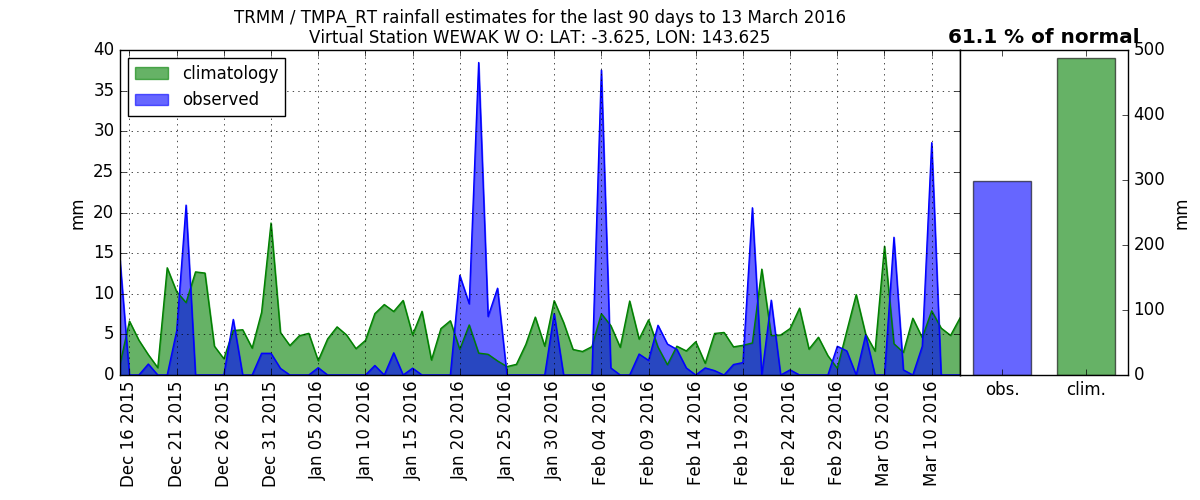 TRMM / TMPA_RT rainfall estimates for the last 90 days to 13 March 2016
Virtual Station WEWAK W O: LAT: -3.625, LON: 143.625
61.1 % of normal
climatology
observed
40
35
30
25
20
15
10
5
0
mm
Dec 16 2015
Dec 21 2015
Dec 26 2015
Dec 31 2015
Jan 05 2016
Jan 10 2016
Jan 15 2016
Jan 20 2016
Jan 25 2016
Jan 30 2016
Feb 04 2016
Feb 09 2016
Feb 14 2016
Feb 19 2016
Feb 24 2016
Feb 29 2016
Mar 05 2016
Mar 10 2016
500
400
300
200
100
0
mm
obs.
clim.